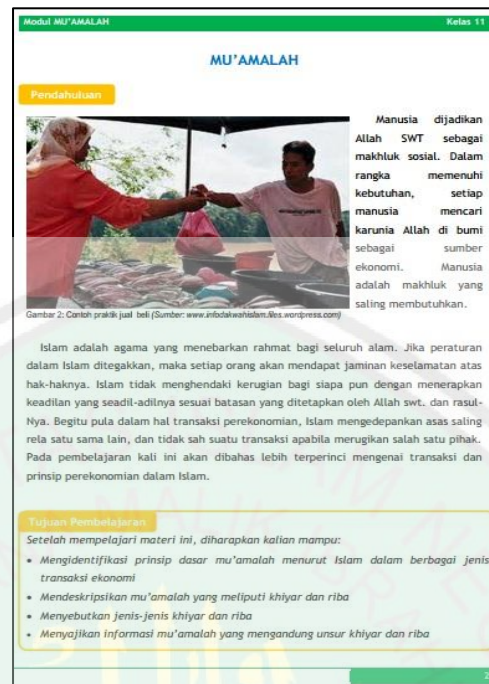 Modul MU'AMALAH
Kelas 11
MU'AMALAH
Pendahuluan
Manusia dijadikan
Allah SWT sebagai
makhluk sosial. Dalam
rangka memenuhi
kebutuhan, setiap
manusia mencari
karunia Allah di bumi
sebagai sumber
ekonomi. Manusia
adalah makhluk yang
saling membutuhkan.
Gambar 2: Contoh praktik jual beli (Sumber: www.infodakwahislam.files.wordpress.com)
Islam adalah agama yang menebarkan rahmat bagi seluruh alam. Jika peraturan
dalam Islam ditegakkan, maka setiap orang akan mendapat jaminan keselamatan atas
hak-haknya. Islam tidak menghendaki kerugian bagi siapa pun dengan menerapkan
keadilan yang seadil-adilnya sesuai batasan yang ditetapkan oleh Allah swt. dan rasul-
Nya. Begitu pula dalam hal transaksi perekonomian, Islam mengedepankan asas saling
rela satu sama lain, dan tidak sah suatu transaksi apabila merugikan salah satu pihak.
Pada pembelajaran kali ini akan dibahas lebih terperinci mengenai transaksi dan
prinsip perekonomian dalam Islam.
Tujuan Pembelajaran
Setelah mempelajari materi ini, diharapkan kalian mampu:
• Mengidentifikasi prinsip dasar mu'amalah menurut Islam dalam berbagai jenis
transaksi ekonomi
• Mendeskripsikan mu'amalah yang meliputi khiyar dan riba
• Menyebutkan jenis-jenis khiyar dan riba
• Menyajikan informasi mu'amalah yang mengandung unsur khiyar dan riba
2